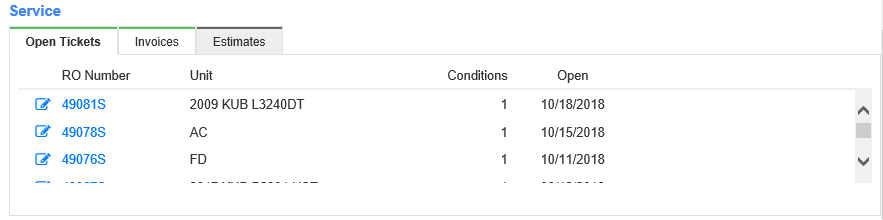 Service
Open Tickets Invoices Estimates
RO Number Unit Conditions Open
49081S 2009 KUB L3240DT 1 10/18/2018
49078S AC 1 10/15/2018
49076S FD 1 10/11/2018